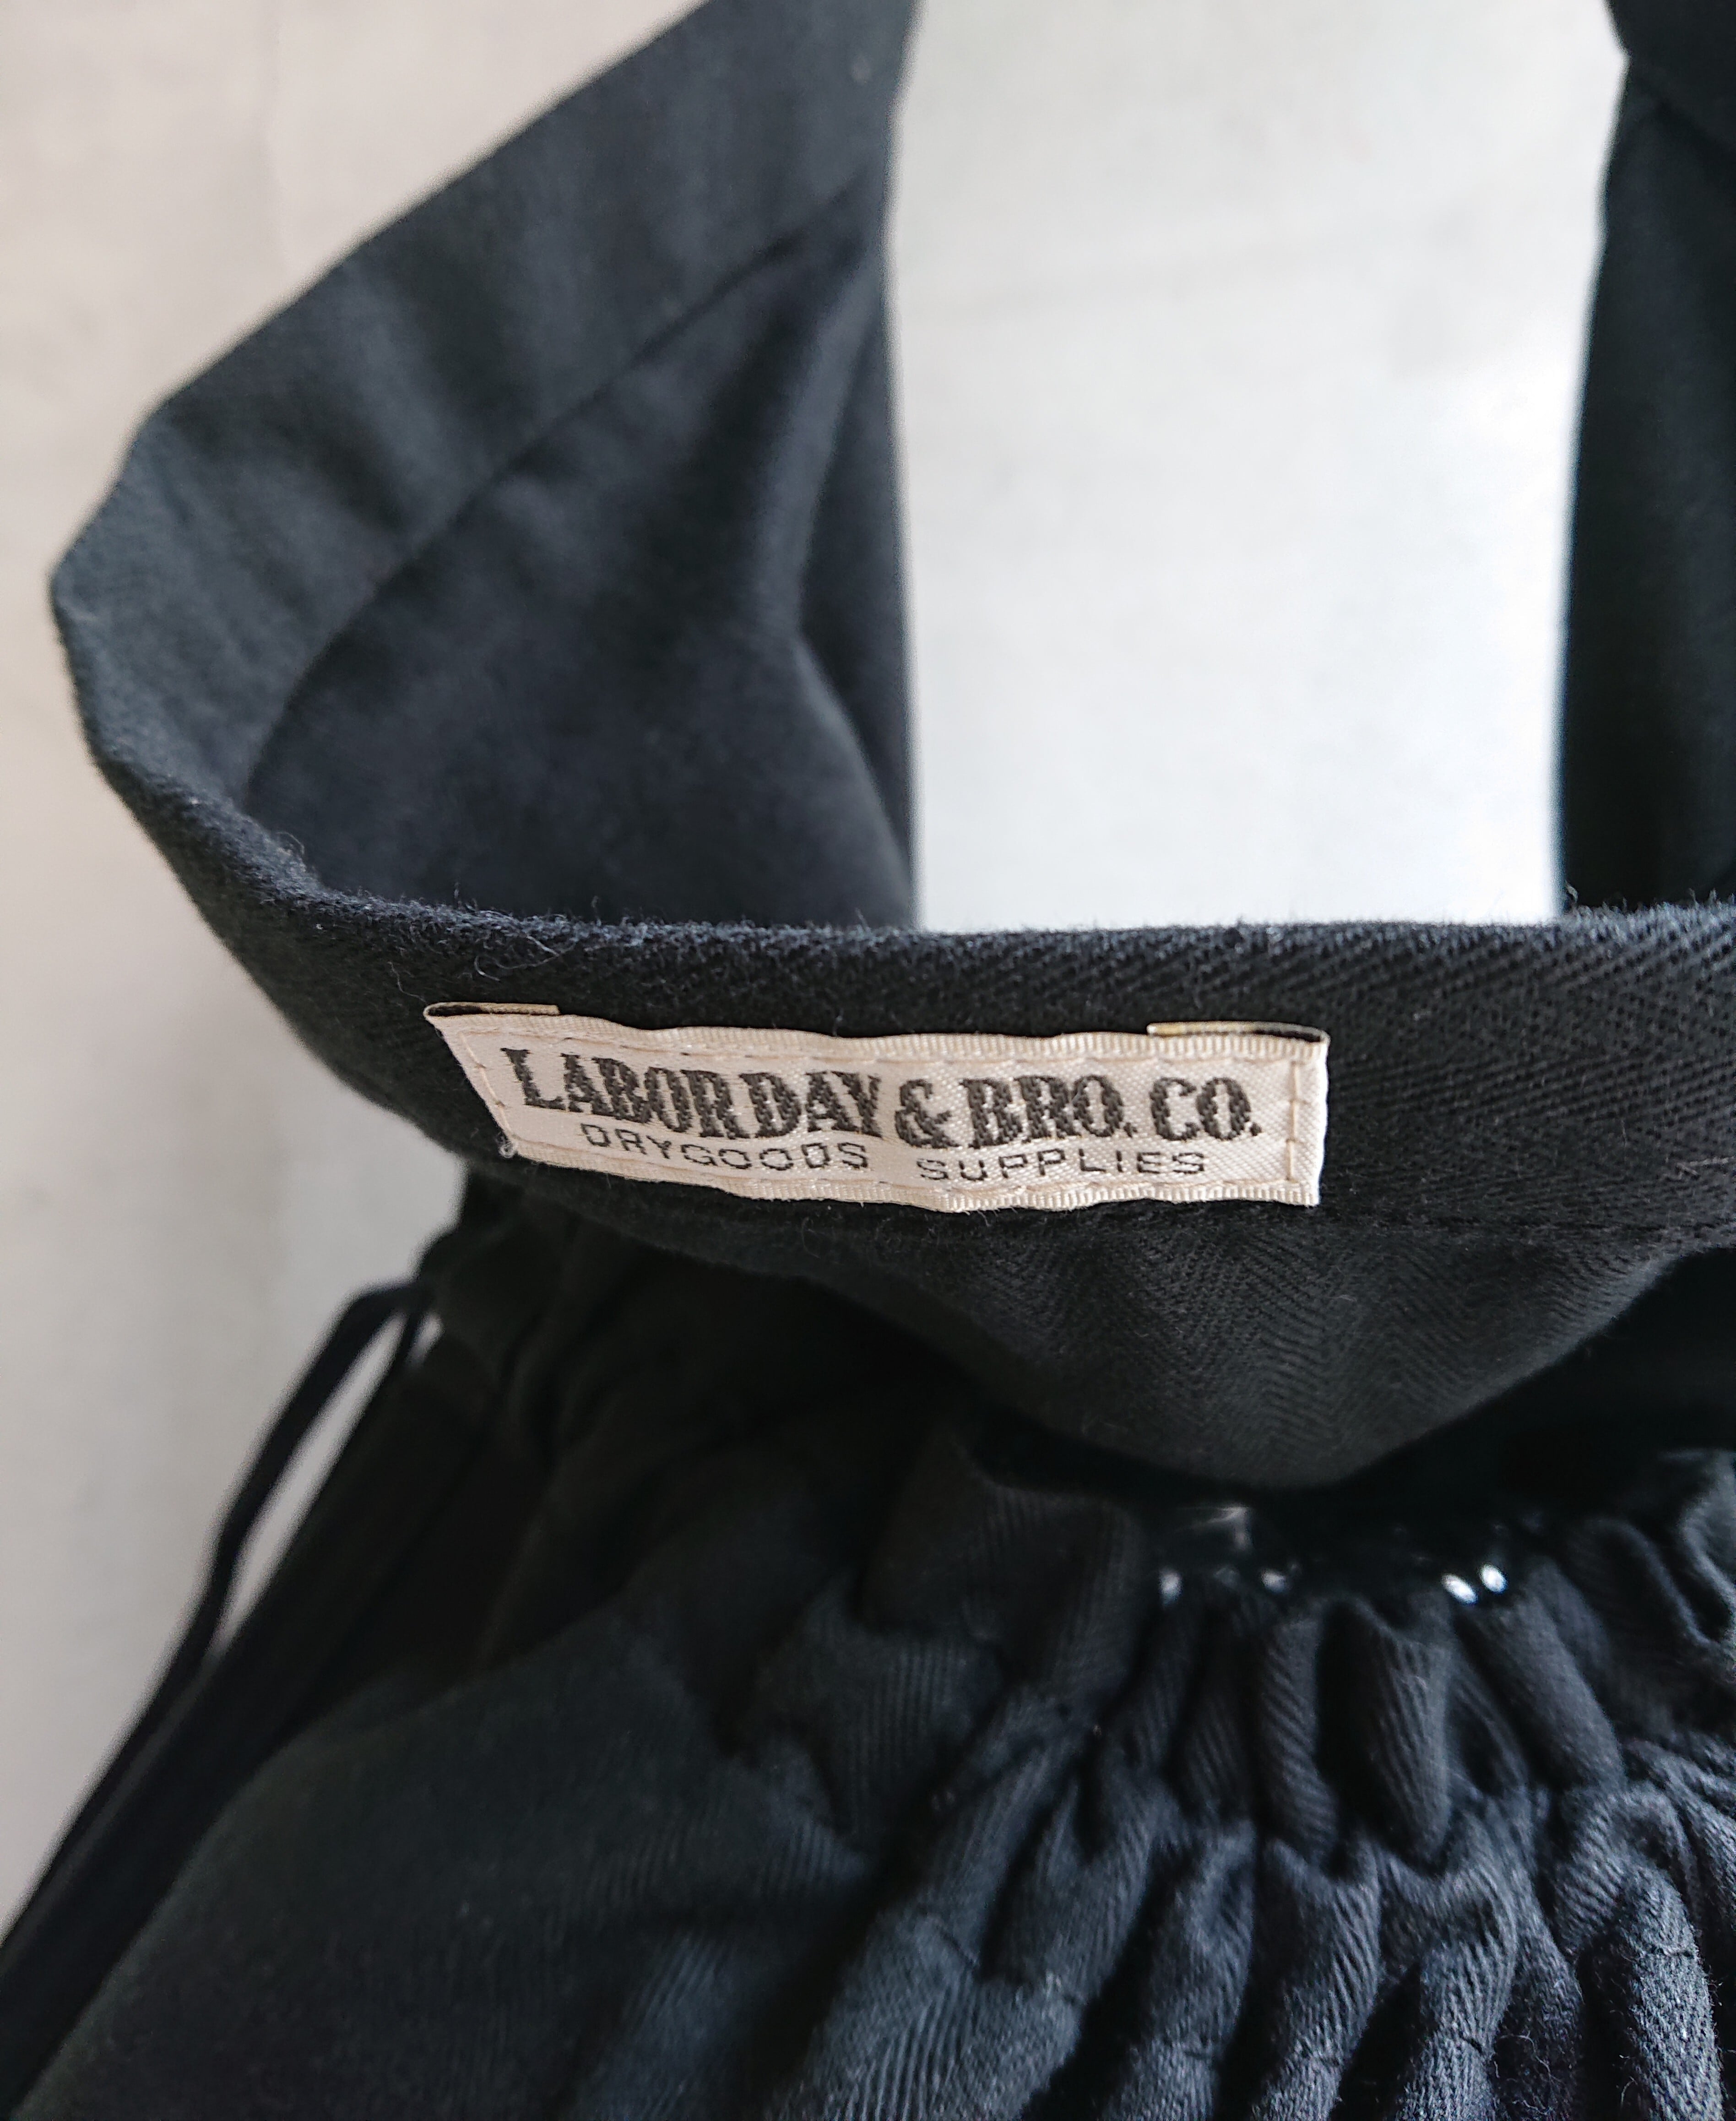 LABOR DAY & BRO. CO.
DRYGOODS SUPPLIES